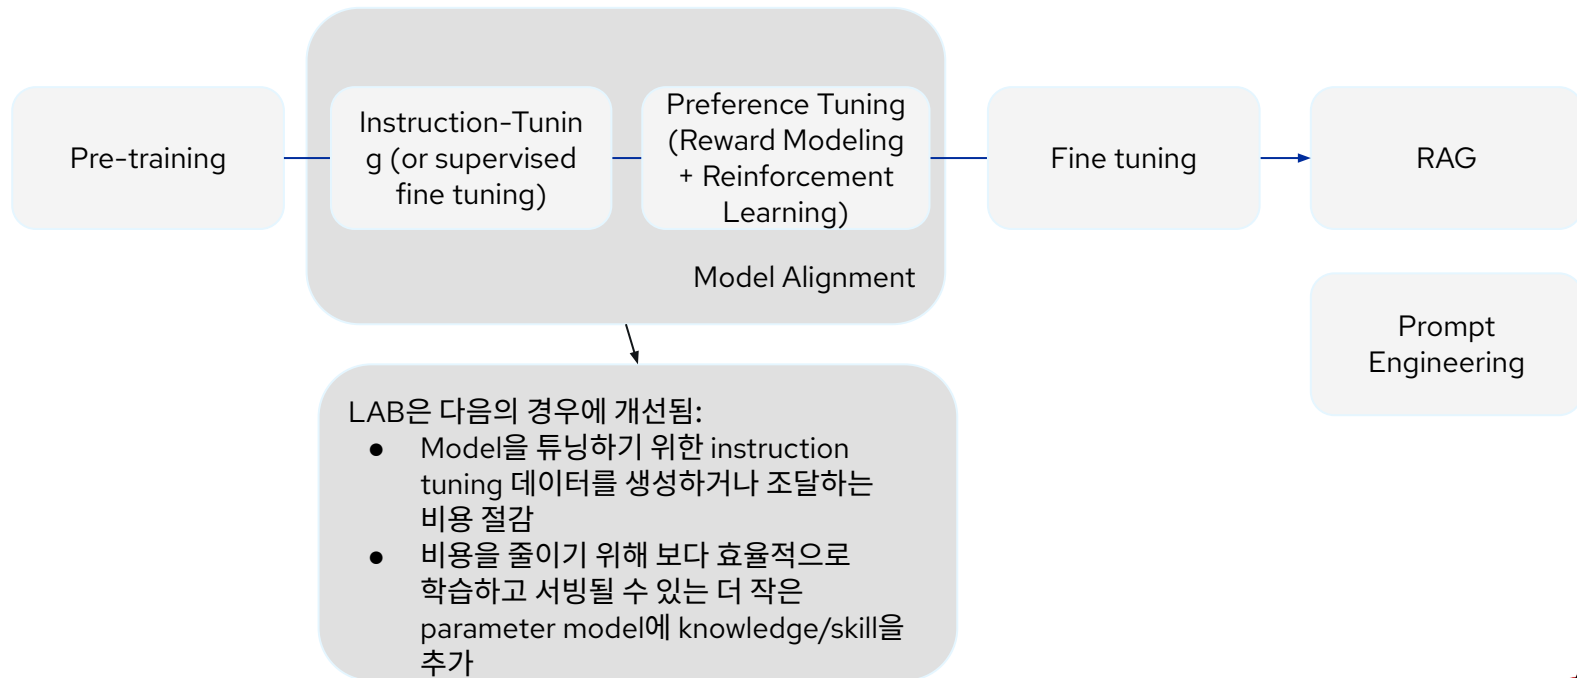 Pre-training
Instruction-Tunin
g (or supervised
fine tuning)
Preference Tuning
(Reward Modeling
+ Reinforcement
Learning)
Model Alignment
Fine tuning
RAG
Prompt
Engineering
LAB은 다음의 경우에 개선됨:
● Model을 튜닝하기 위한 instruction
tuning 데이터를 생성하거나 조달하는
비용 절감
● 비용을 줄이기 위해 보다 효율적으로
학습하고 서빙될 수 있는 더 작은
parameter model에 knowledge/skill을
추가